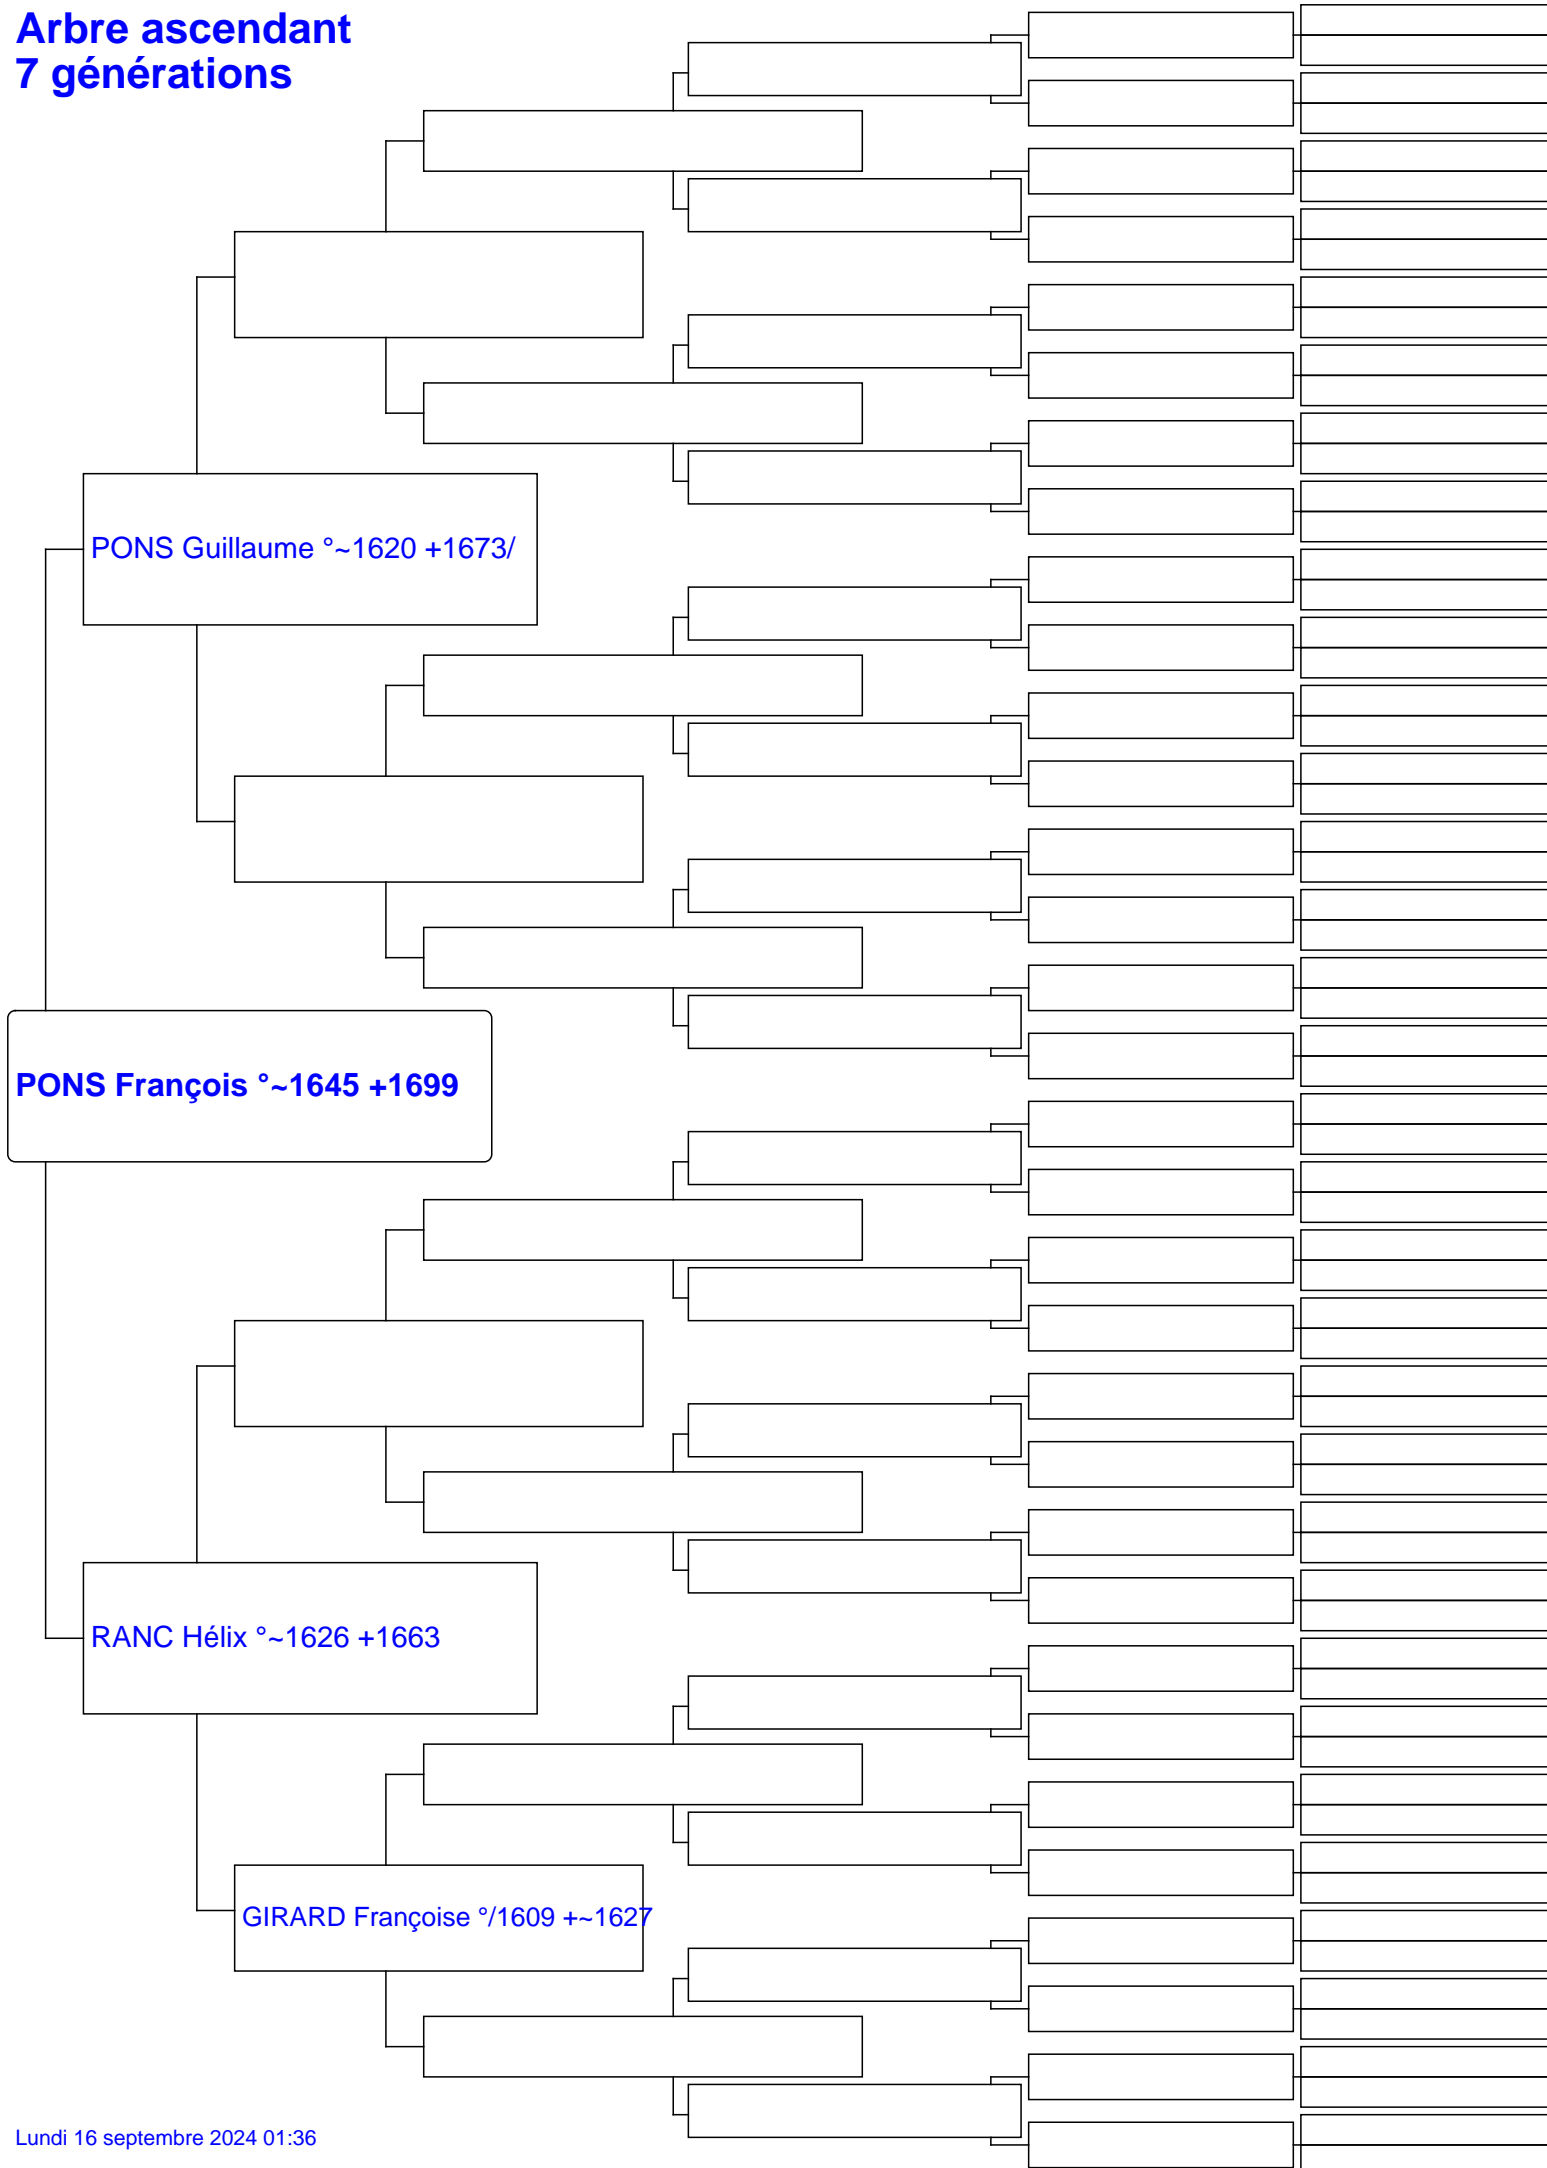 Arbre ascendant
7 générations
PONS Guillaume °~1620 +1673/
PONS François °~1645 +1699
RANC Hélix °~1626 +1663
GIRARD Françoise °/1609 +~1627
Lundi 16 septembre 2024 01:36